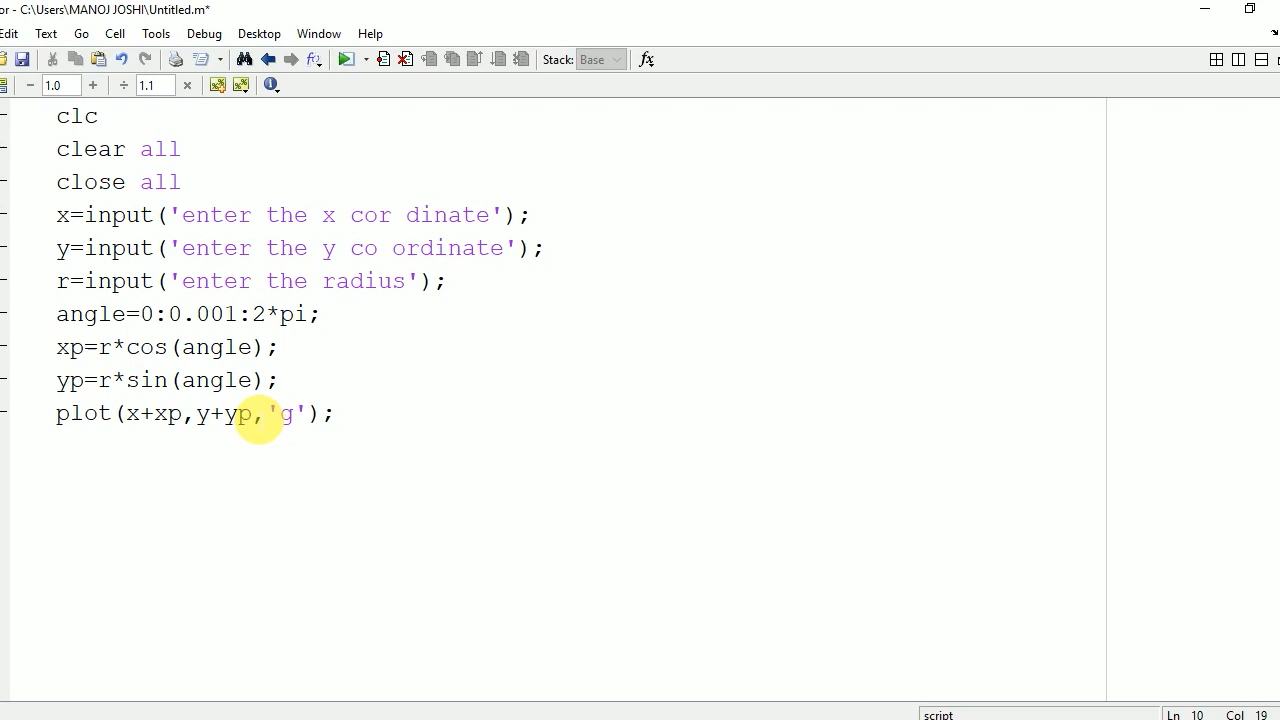 or - C:\Users\MANOJ JOSHI\Untitled.m*
Edit Text Go Cell Tools Debug Desktop Window Help
Stack: Base fx
- 1.0 + ÷ 1.1 ×
clc
clear all
close all
x=input('enter the x cor dinate');
y=input('enter the y co ordinate');
r=input('enter the radius');
angle=0:0.001:2*pi;
xp=r*cos(angle);
yp=r*sin(angle);
plot(x+xp,y+yp,'g');
script Ln 10 Col 19